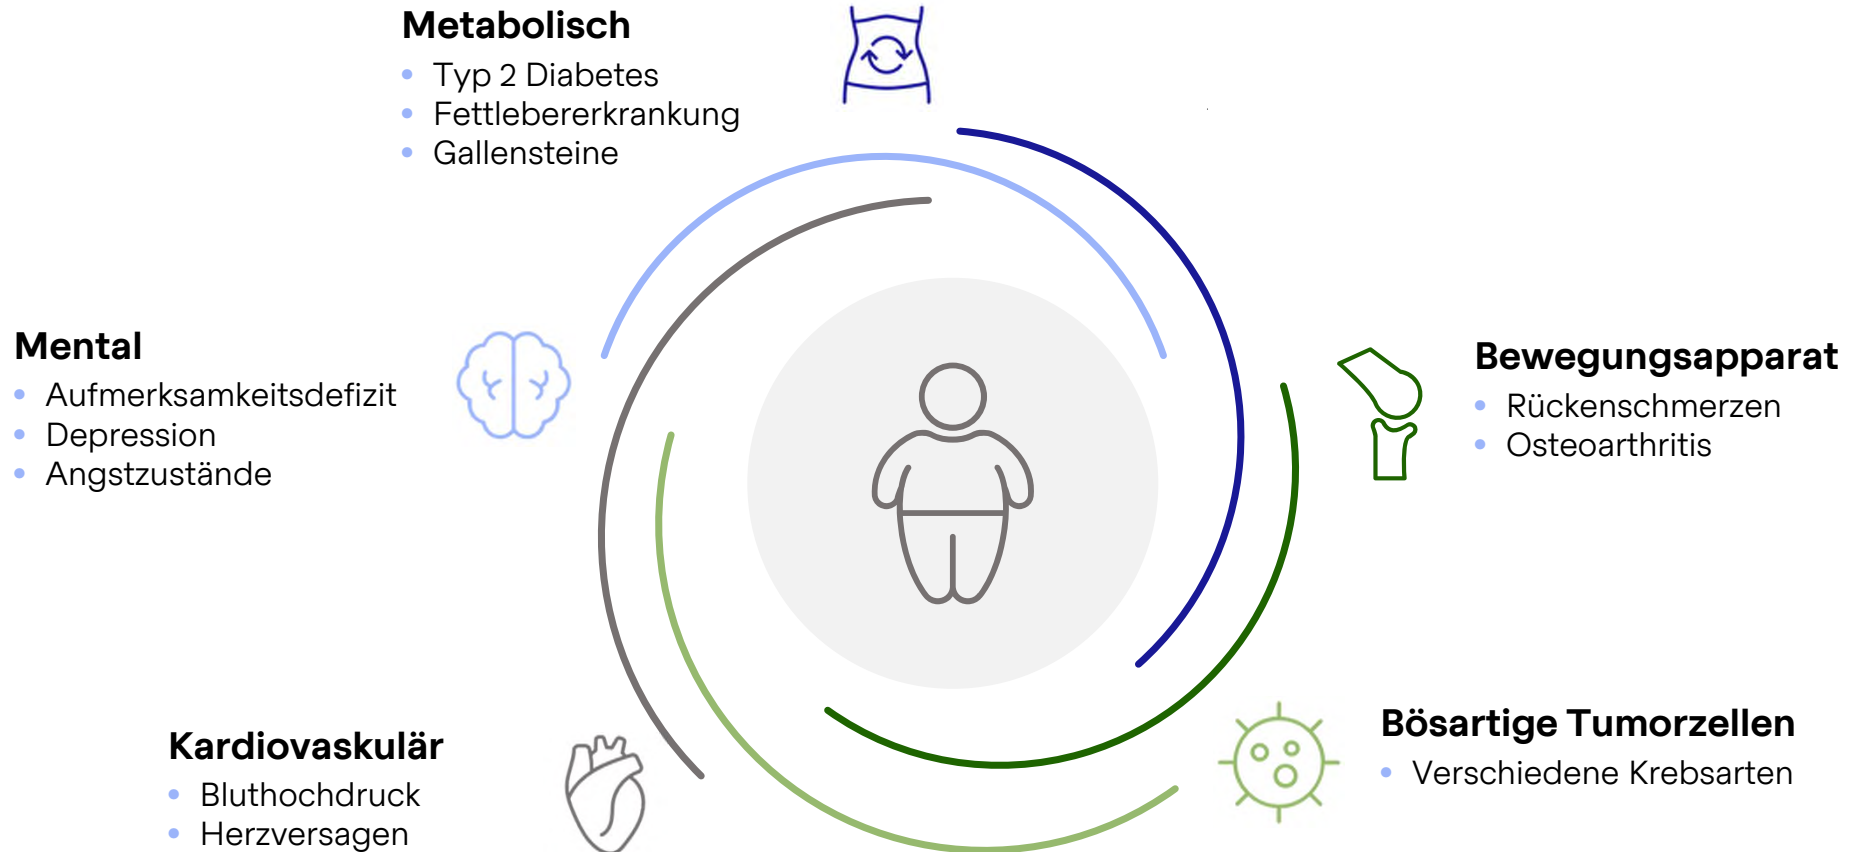 Metabolisch
• Typ 2 Diabetes
• Fettlebererkrankung
• Gallensteine
Mental
• Aufmerksamkeitsdefizit
• Depression
• Angstzustände
Bewegungsapparat
• Rückenschmerzen
• Osteoarthritis
Kardiovaskulär
• Bluthochdruck
• Herzversagen
Bösartige Tumorzellen
• Verschiedene Krebsarten